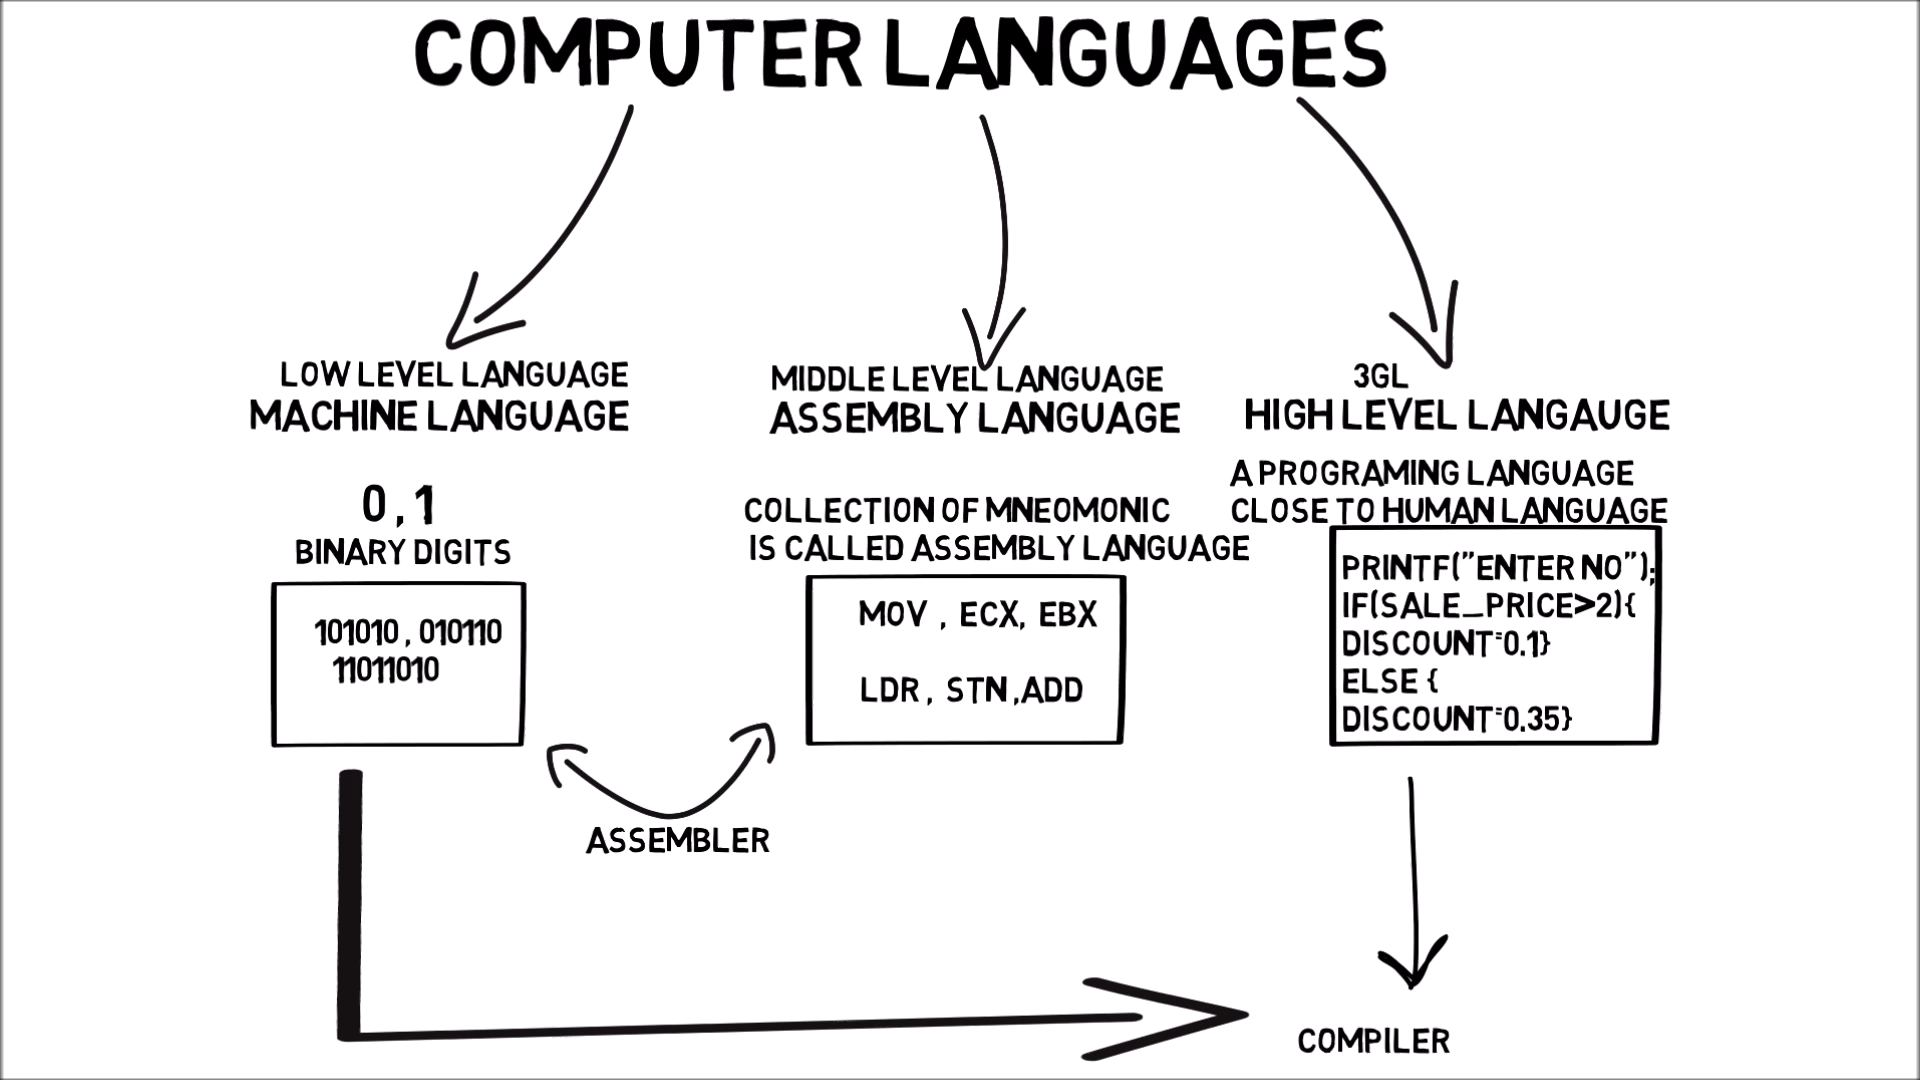 COMPUTER LANGUAGES
LOW LEVEL LANGUAGE
MACHINE LANGUAGE
0,1
BINARY DIGITS
101010, 010110
11011010
MIDDLE LEVEL LANGUAGE
ASSEMBLY LANGUAGE
COLLECTION OF MNEOMONIC
IS CALLED ASSEMBLY LANGUAGE
MOV , ECX, EBX
LDR, STN,ADD
3GL
HIGH LEVEL LANGAUGE
A PROGRAMING LANGUAGE
CLOSE TO HUMAN LANGUAGE
PRINTF("ENTER NO");
IF(SALE_PRICE>2){
DISCOUNT=0.1}
ELSE {
DISCOUNT=0.35}
ASSEMBLER
COMPILER